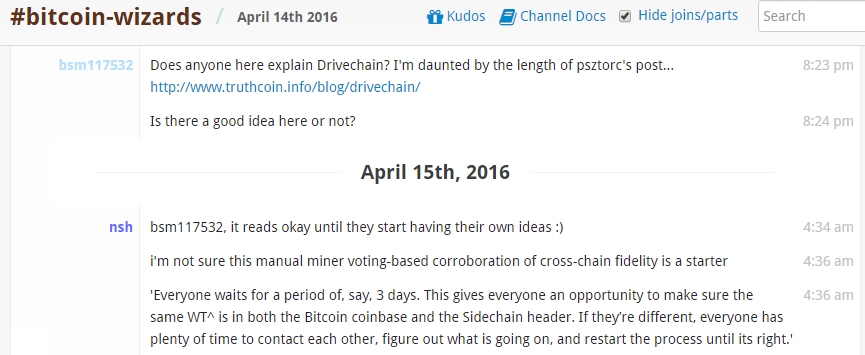 #bitcoin-wizards / April 14th 2016 Kudos Channel Docs Hide joins/parts Search
bsm117532 Does anyone here explain Drivechain? I'm daunted by the length of psztorc's post... 8:23 pm
http://www.truthcoin.info/blog/drivechain/
Is there a good idea here or not? 8:24 pm
April 15th, 2016
nsh bsm117532, it reads okay until they start having their own ideas :) 4:34 am
i'm not sure this manual miner voting-based corroboration of cross-chain fidelity is a starter 4:36 am
'Everyone waits for a period of, say, 3 days. This gives everyone an opportunity to make sure the 4:36 am
same WT^ is in both the Bitcoin coinbase and the Sidechain header. If they’re different, everyone has
plenty of time to contact each other, figure out what is going on, and restart the process until its right.'